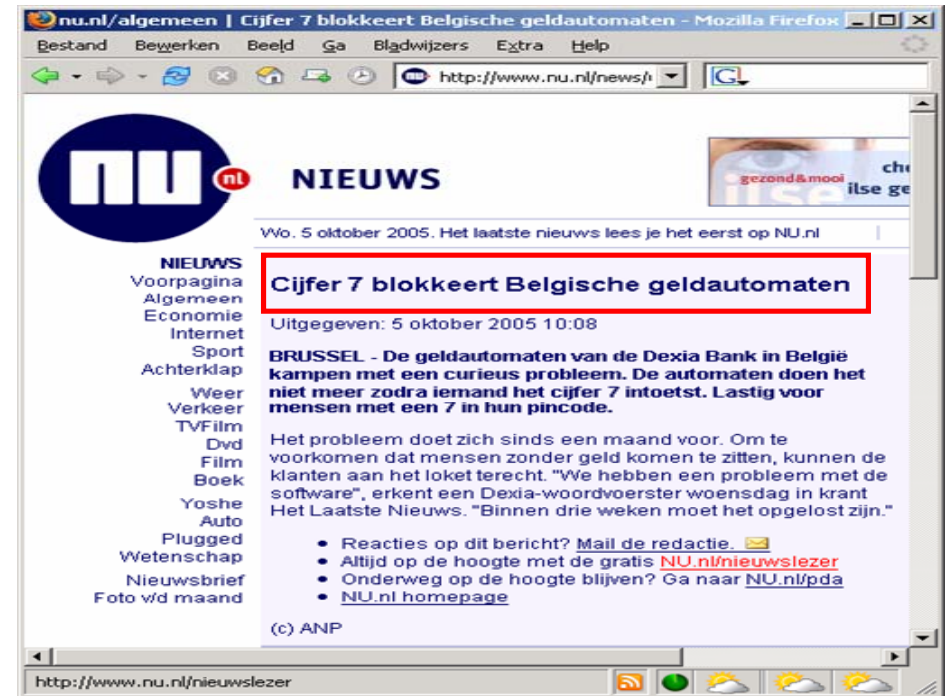 nu.nl/algemeen | Cijfer 7 blokkeert Belgische geldautomaten - Mozilla Firefox
Bestand Bewerken Beeld Ga Bladwijzers Extra Help
http://www.nu.nl/news/
G
nu nl
NIEUWS
gezond&mooi
ilse
Wo. 5 oktober 2005. Het laatste nieuws lees je het eerst op NU.nl
NIEUWS
Voorpagina
Algemeen
Economie
Internet
Sport
Achterklap
Weer
Verkeer
TVFilm
Dvd
Film
Boek
Yoshe
Auto
Plugged
Wetenschap
Nieuwsbrief
Foto v/d maand
Cijfer 7 blokkeert Belgische geldautomaten
Uitgegeven: 5 oktober 2005 10:08
BRUSSEL - De geldautomaten van de Dexia Bank in België
kampen met een curieus probleem. De automaten doen het
niet meer zodra iemand het cijfer 7 intoetst. Lastig voor
mensen met een 7 in hun pincode.
Het probleem doet zich sinds een maand voor. Om te
voorkomen dat mensen zonder geld komen te zitten, kunnen de
klanten aan het loket terecht. "We hebben een probleem met de
software", erkent een Dexia-woordvoerster woensdag in krant
Het Laatste Nieuws. "Binnen drie weken moet het opgelost zijn."
• Reacties op dit bericht? Mail de redactie.
• Altijd op de hoogte met de gratis NU.nl/nieuwslezer
• Onderweg op de hoogte blijven? Ga naar NU.nl/pda
• NU.nl homepage
(c) ANP
http://www.nu.nl/nieuwslezer